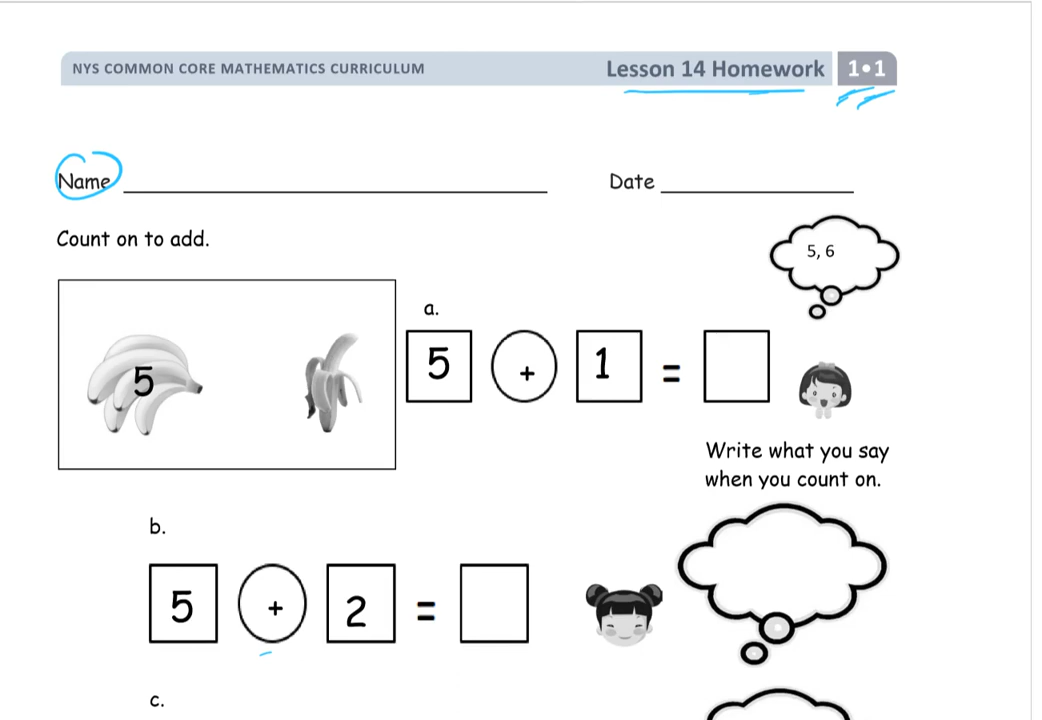 NYS COMMON CORE MATHEMATICS CURRICULUM Lesson 14 Homework 1•1
Name Date
Count on to add.
5, 6
a.
5
5 + 1 =
Write what you say
when you count on.
b.
5 + 2 =
c.